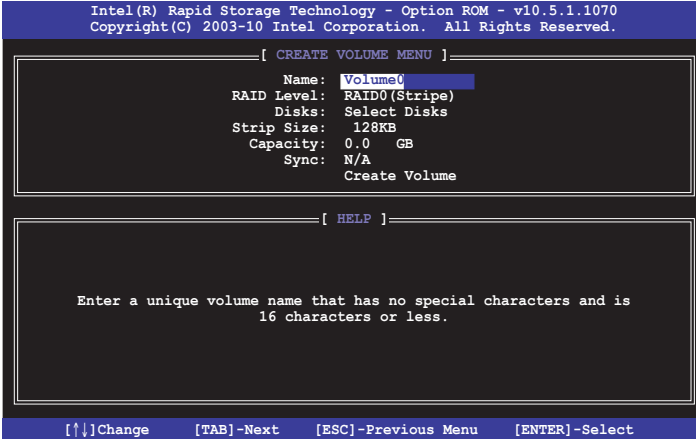 Intel(R) Rapid Storage Technology - Option ROM - v10.5.1.1070
Copyright(C) 2003-10 Intel Corporation.  All Rights Reserved.
[ CREATE VOLUME MENU ]
Name: Volume0
RAID Level: RAID0(Stripe)
Disks: Select Disks
Strip Size: 128KB
Capacity: 0.0 GB
Sync: N/A
Create Volume
[ HELP ]
Enter a unique volume name that has no special characters and is
16 characters or less.
[↑↓]Change [TAB]-Next [ESC]-Previous Menu [ENTER]-Select